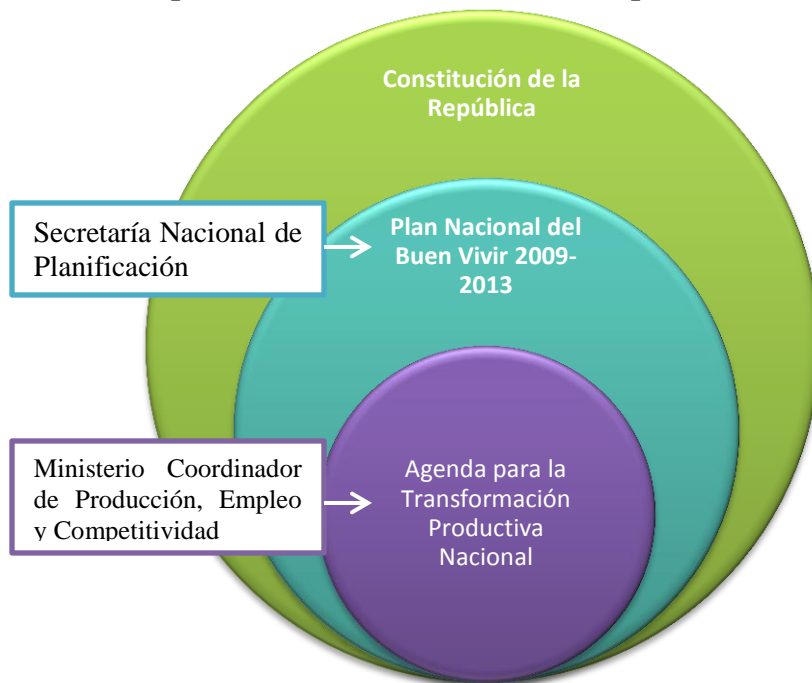 Constitución de la
República
Secretaría Nacional de
Planificación
Plan Nacional del
Buen Vivir 2009-
2013
Ministerio Coordinador
de Producción, Empleo
y Competitividad
Agenda para la
Transformación
Productiva
Nacional